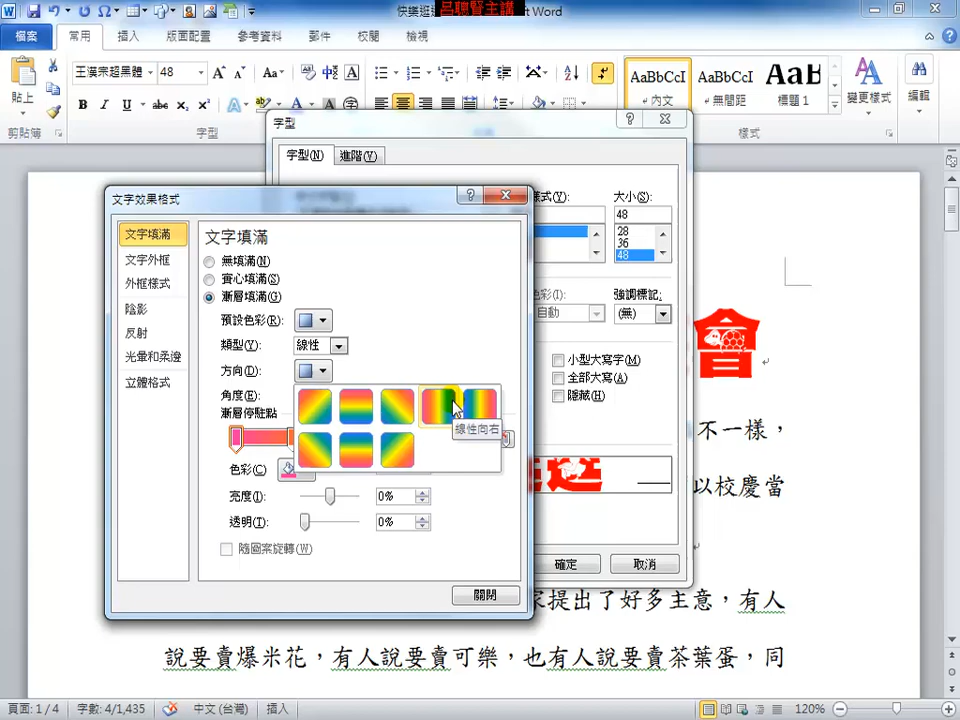 快樂逛
呂聰賢主講
t Word
檔案 常用 插入 版面配置 參考資料 郵件 校閱 檢視
貼上
剪貼簿
王漢宗超黑體 48
字型
AaBbCcI AaBbCcI AaB
內文 無間距 標題 1
變更樣式
編輯
樣式
字型
字型(N) 進階(Y)
式(Y): 大小(S):
48
28
36
48
色彩(I): 強調標記:
自動 (無)
小型大寫字(M)
全部大寫(A)
隱藏(H)
確定 取消
文字效果格式
文字填滿
文字外框
外框樣式
陰影
反射
光暈和柔邊
立體格式
文字填滿
無填滿(N)
實心填滿(S)
漸層填滿(G)
預設色彩(R):
類型(Y): 線性
方向(D):
角度(E):
漸層停駐點
線性向右
色彩(C)
亮度(I): 0%
透明(T): 0%
隨圖案旋轉(W)
關閉
會
不一樣，
以校慶當
家提出了好多主意，有人
說要賣爆米花，有人說要賣可樂，也有人說要賣茶葉蛋，同
頁: 1 / 4 字數: 4/1,435 中文 (台灣) 插入 120%